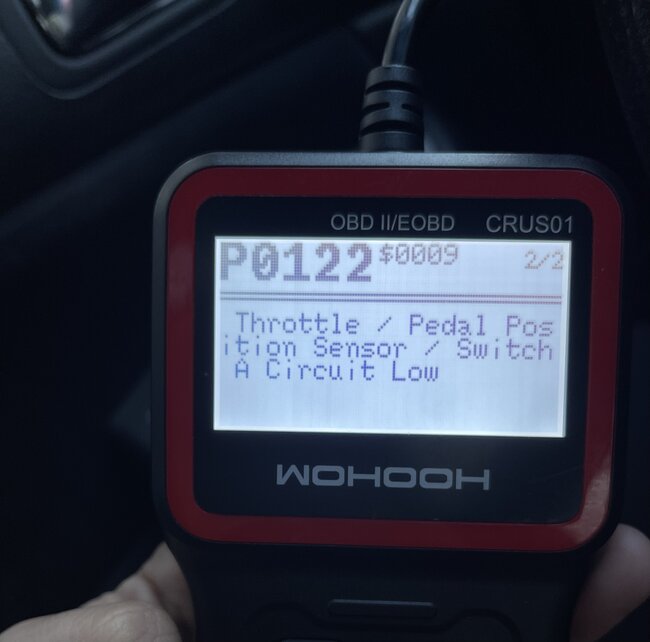 OBD II/EOBD CRUS01
P0122 $0009 2/2
Throttle / Pedal Pos
ition Sensor / Switch
A Circuit Low
WOHOOH